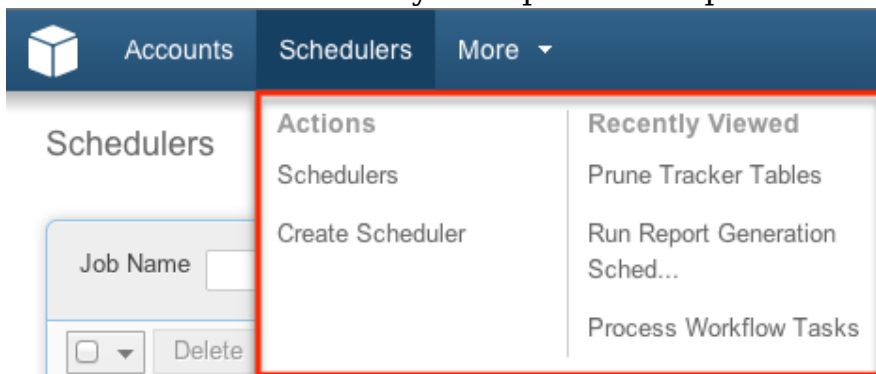 Accounts Schedulers More
Schedulers
Actions
Schedulers
Create Scheduler
Recently Viewed
Prune Tracker Tables
Run Report Generation
Sched...
Process Workflow Tasks
Job Name
Delete